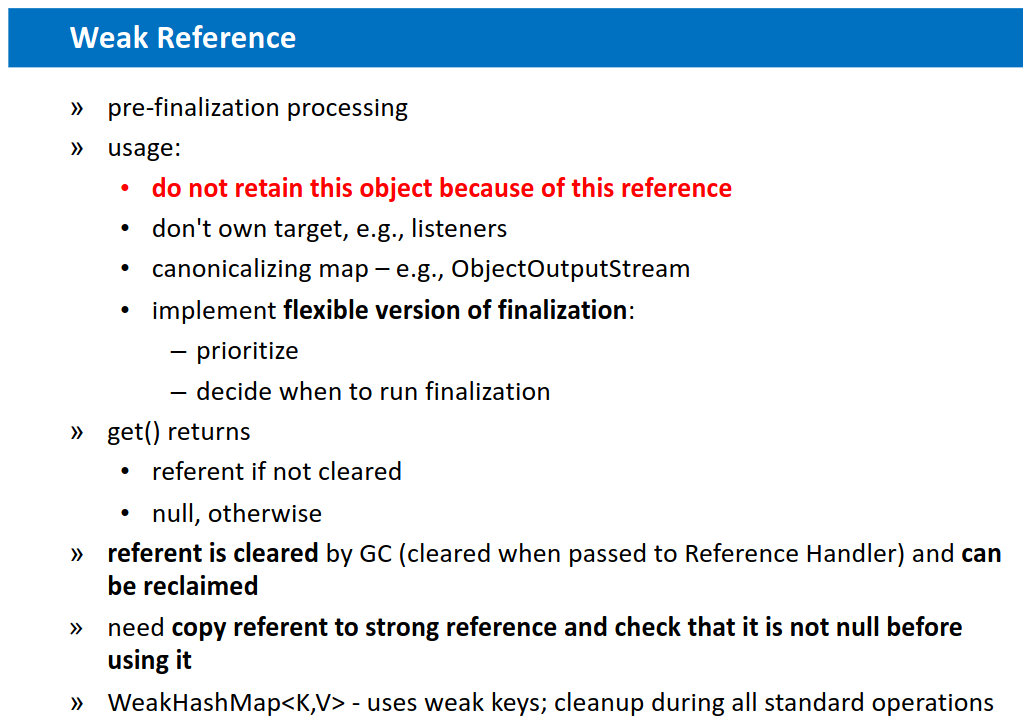 Weak Reference
» pre-finalization processing
» usage:
• do not retain this object because of this reference
• don't own target, e.g., listeners
• canonicalizing map – e.g., ObjectOutputStream
• implement flexible version of finalization:
– prioritize
– decide when to run finalization
» get() returns
• referent if not cleared
• null, otherwise
» referent is cleared by GC (cleared when passed to Reference Handler) and can
be reclaimed
» need copy referent to strong reference and check that it is not null before
using it
» WeakHashMap<K,V> - uses weak keys; cleanup during all standard operations